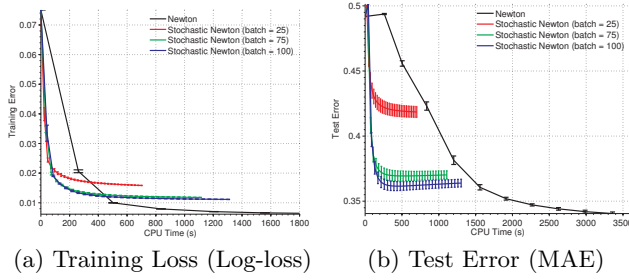 Newton
Stochastic Newton (batch = 25)
Stochastic Newton (batch = 75)
Stochastic Newton (batch = 100)
0.07
0.06
0.05
0.04
0.03
0.02
0.01
Training Error
0 200 400 600 800 1000 1200 1400 1600 1800
CPU Time (s)
(a) Training Loss (Log-loss)
Newton
Stochastic Newton (batch = 25)
Stochastic Newton (batch = 75)
Stochastic Newton (batch = 100)
0.5
0.45
0.4
0.35
Test Error
0 500 1000 1500 2000 2500 3000 350
CPU Time (s)
(b) Test Error (MAE)